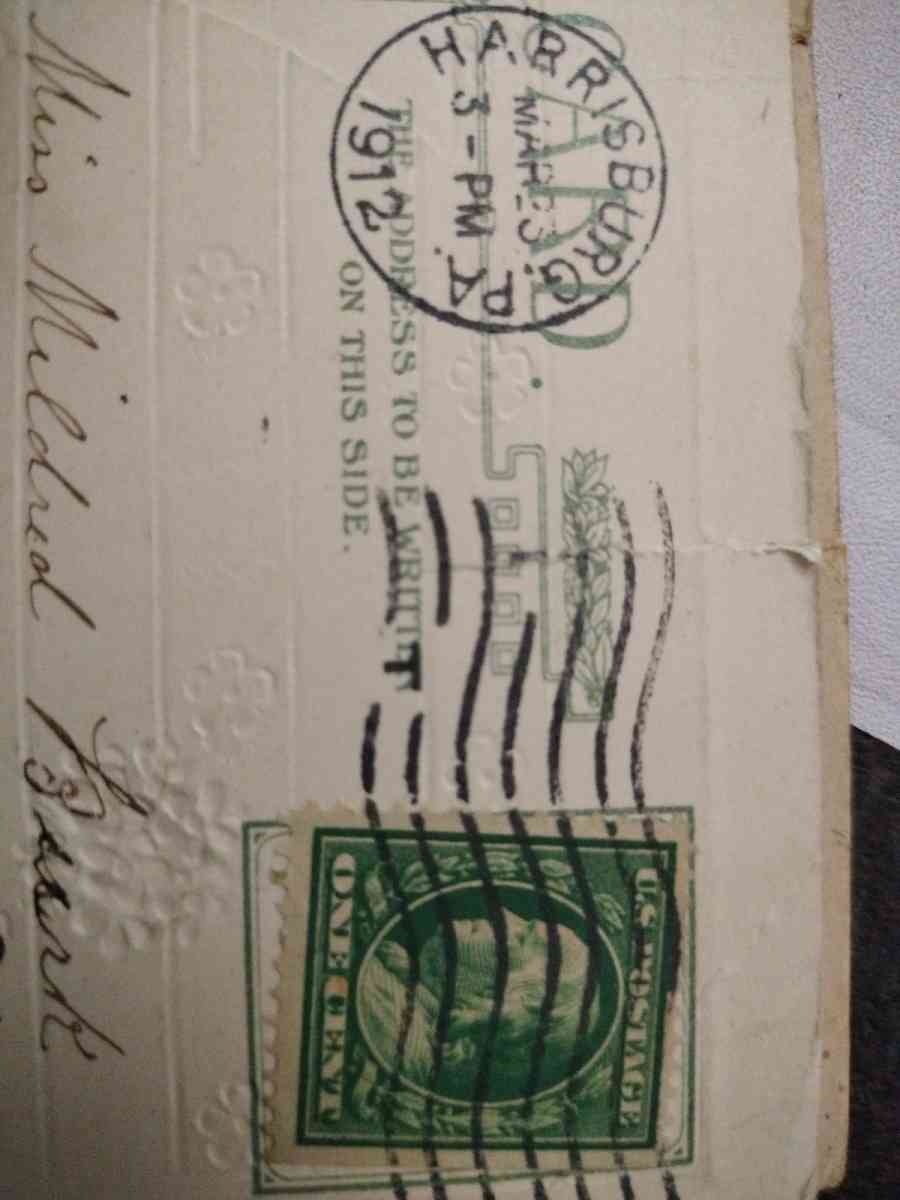 CARD
HARRISBURG PA.
MAR
3-PM
1912
THE ADDRESS TO BE WRITTEN
ON THIS SIDE.
T
U.S. POSTAGE
ONE CENT
Miss Mildred